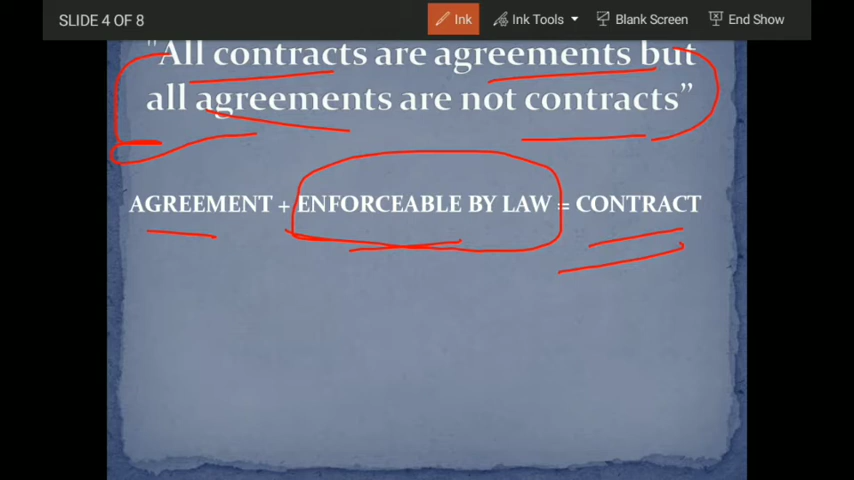 SLIDE 4 OF 8
Ink
Ink Tools
Blank Screen
End Show
"All contracts are agreements but
all agreements are not contracts”
AGREEMENT + ENFORCEABLE BY LAW = CONTRACT